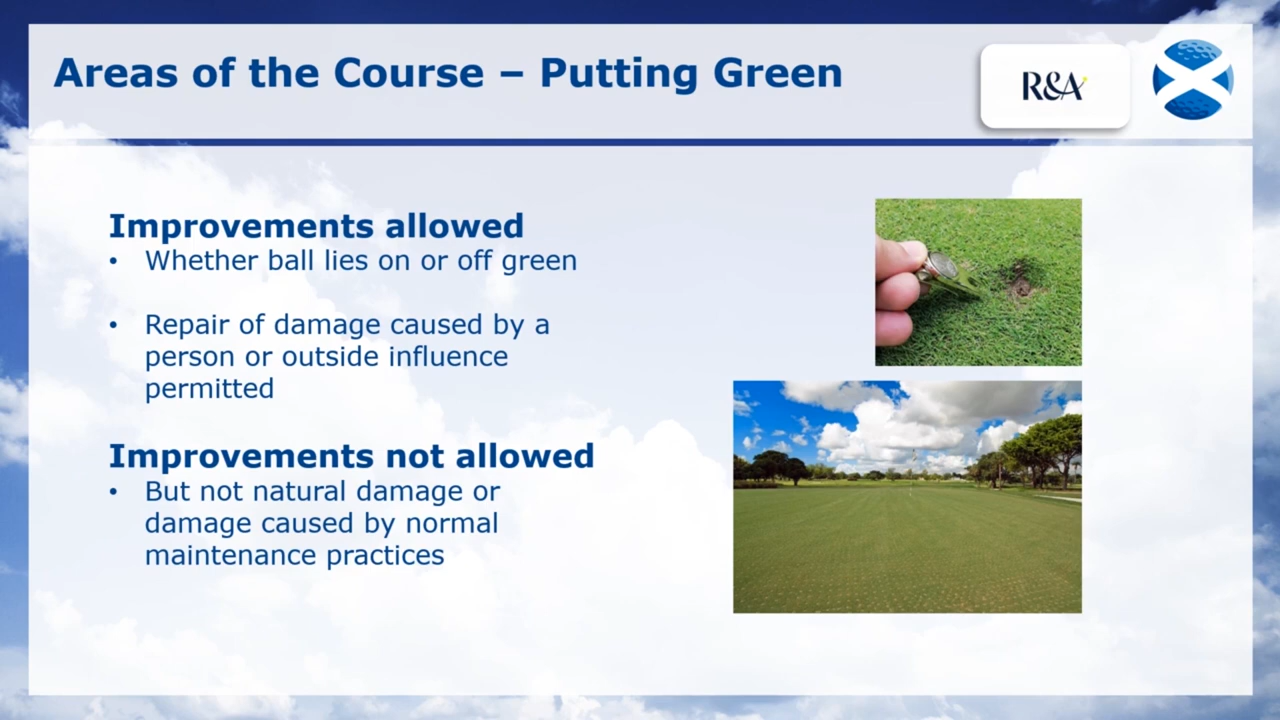 Areas of the Course – Putting Green
R&A
Improvements allowed
• Whether ball lies on or off green
• Repair of damage caused by a
person or outside influence
permitted
Improvements not allowed
• But not natural damage or
damage caused by normal
maintenance practices